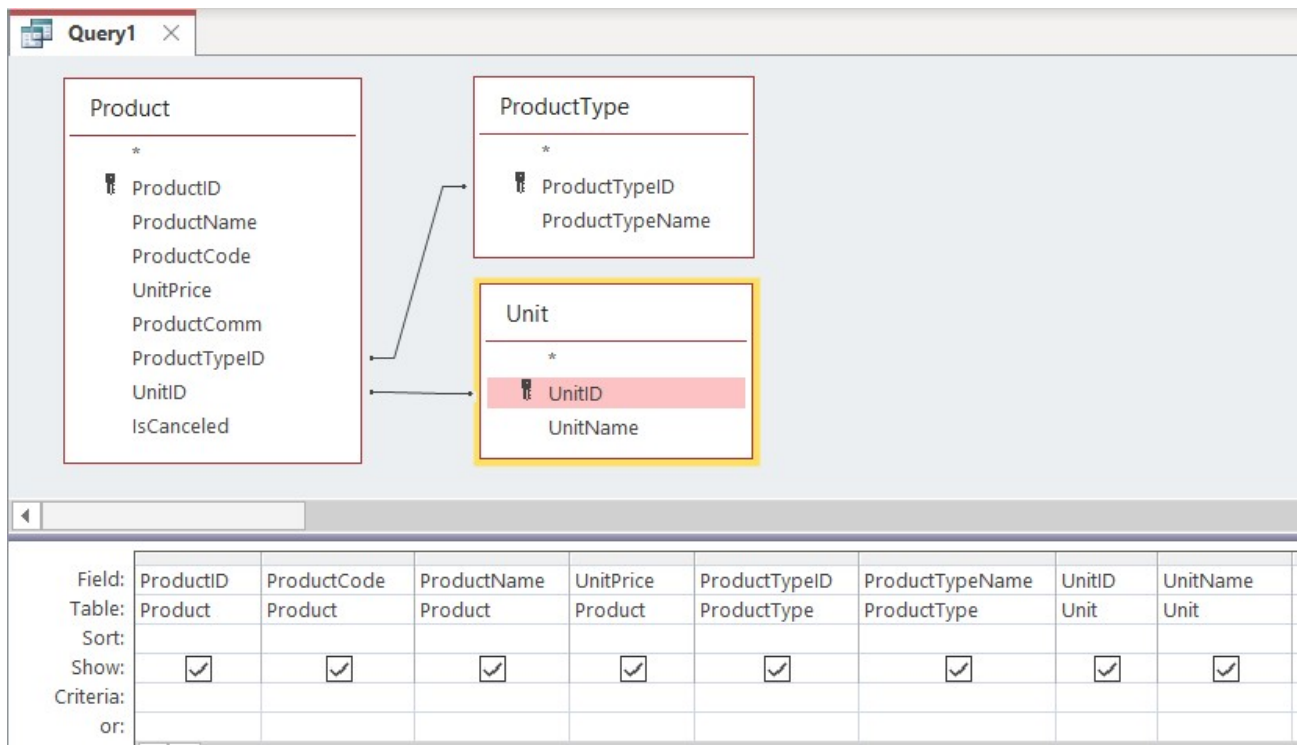 Query1
Product
*
ProductID
ProductName
ProductCode
UnitPrice
ProductComm
ProductTypeID
UnitID
IsCanceled
ProductType
*
ProductTypeID
ProductTypeName
Unit
*
UnitID
UnitName
Field: ProductID ProductCode ProductName UnitPrice ProductTypeID ProductTypeName UnitID UnitName
Table: Product Product Product Product ProductType ProductType Unit Unit
Sort:
Show:
Criteria:
or: